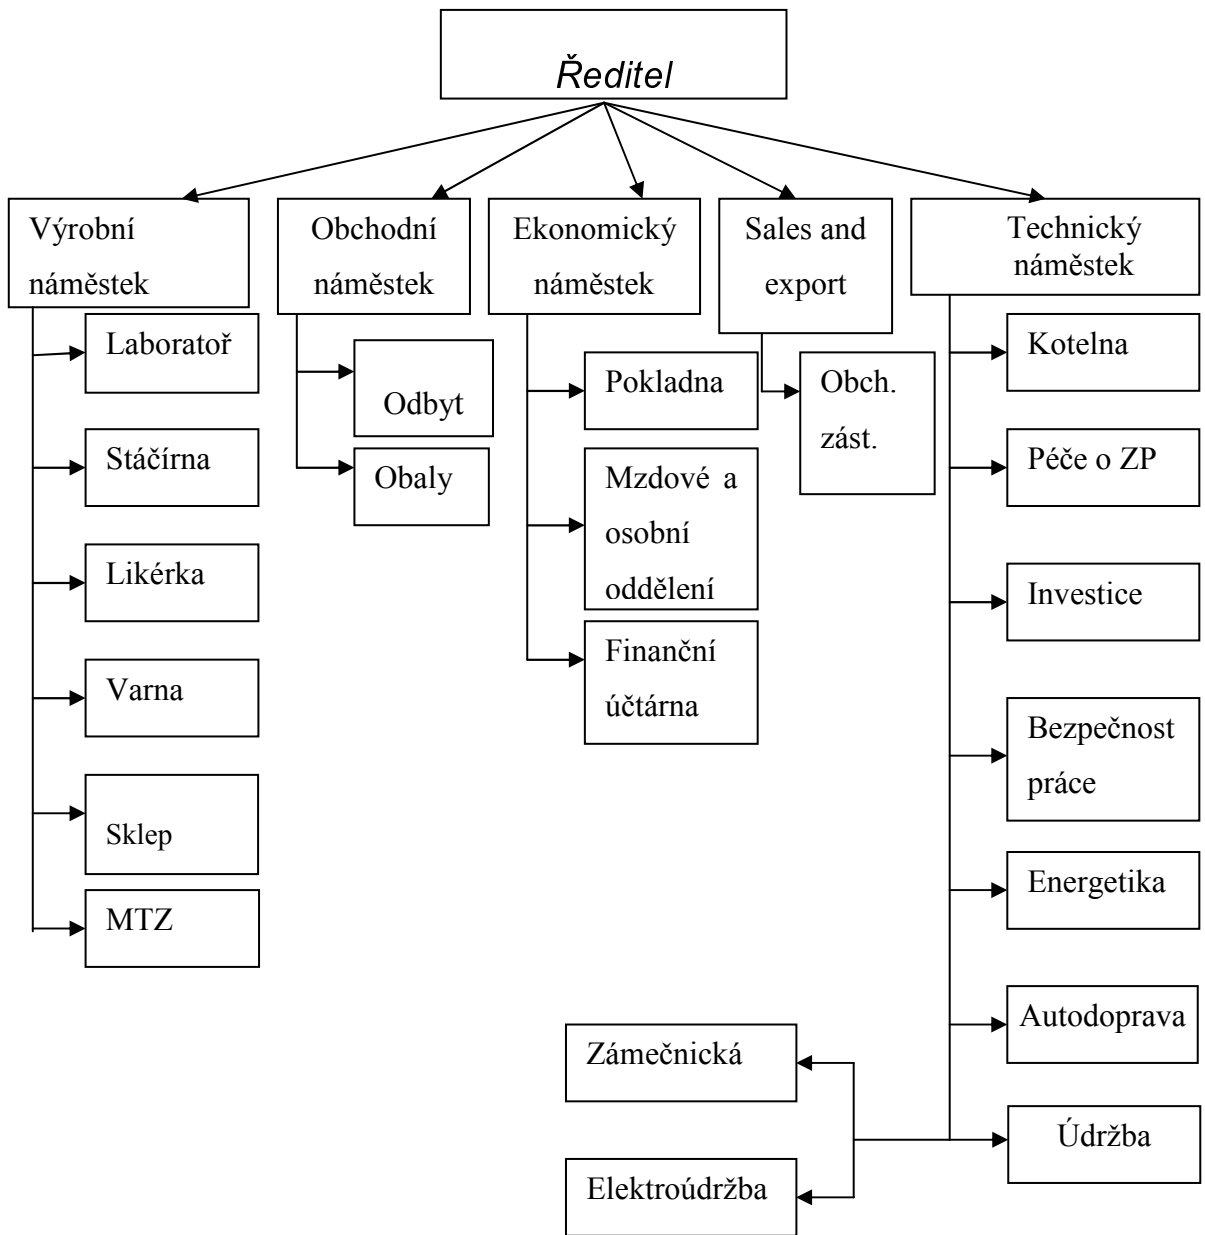 Ředitel
Výrobní
náměstek
Obchodní
náměstek
Ekonomický
náměstek
Sales and
export
Technický
náměstek
Laboratoř
Stáčírna
Likérka
Varna
Sklep
MTZ
Odbyt
Obaly
Pokladna
Mzdové a
osobní
oddělení
Finanční
účtárna
Obch.
zást.
Kotelna
Péče o ZP
Investice
Bezpečnost
práce
Energetika
Autodoprava
Údržba
Zámečnická
Elektroúdržba